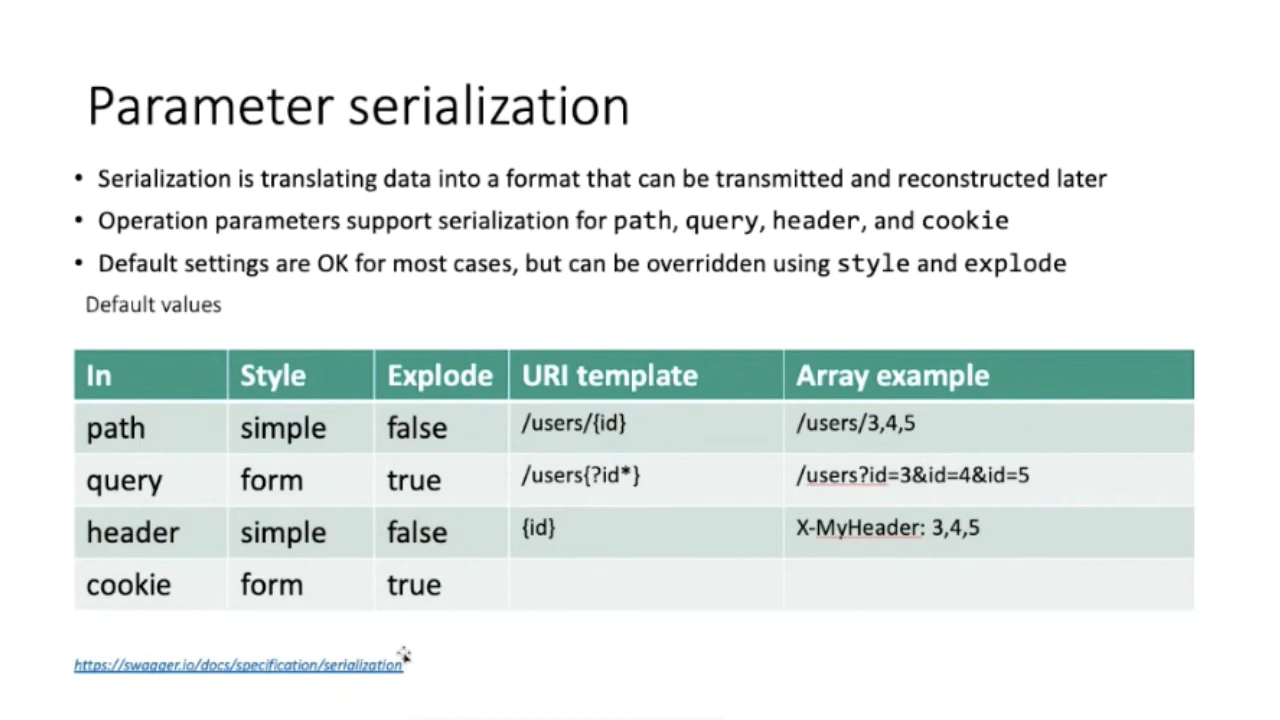 Parameter serialization
• Serialization is translating data into a format that can be transmitted and reconstructed later
• Operation parameters support serialization for path, query, header, and cookie
• Default settings are OK for most cases, but can be overridden using style and explode
Default values
In Style Explode URI template Array example
path simple false /users/{id} /users/3,4,5
query form true /users{?id*} /users?id=3&id=4&id=5
header simple false {id} X-MyHeader: 3,4,5
cookie form true
https://swagger.io/docs/specification/serialization